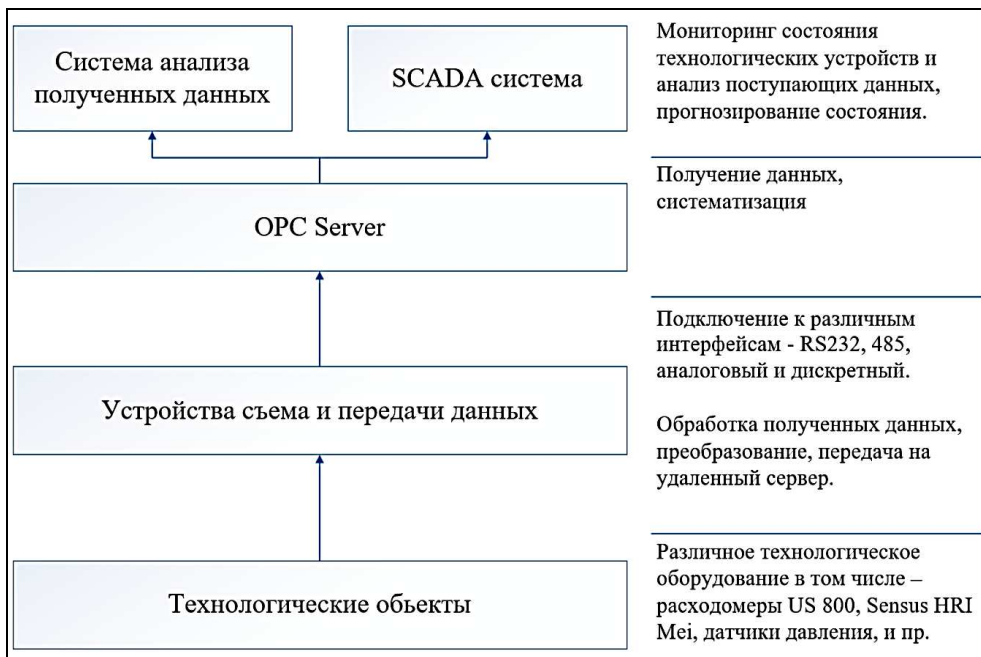 Система анализа
полученных данных
SCADA система
Мониторинг состояния
технологических устройств и
анализ поступающих данных,
прогнозирование состояния.
OPC Server
Получение данных,
систематизация
Устройства съема и передачи данных
Подключение к различным
интерфейсам - RS232, 485,
аналоговый и дискретный.
Обработка полученных данных,
преобразование, передача на
удаленный сервер.
Технологические обьекты
Различное технологическое
оборудование в том числе –
расходомеры US 800, Sensus HRI
Mei, датчики давления, и пр.